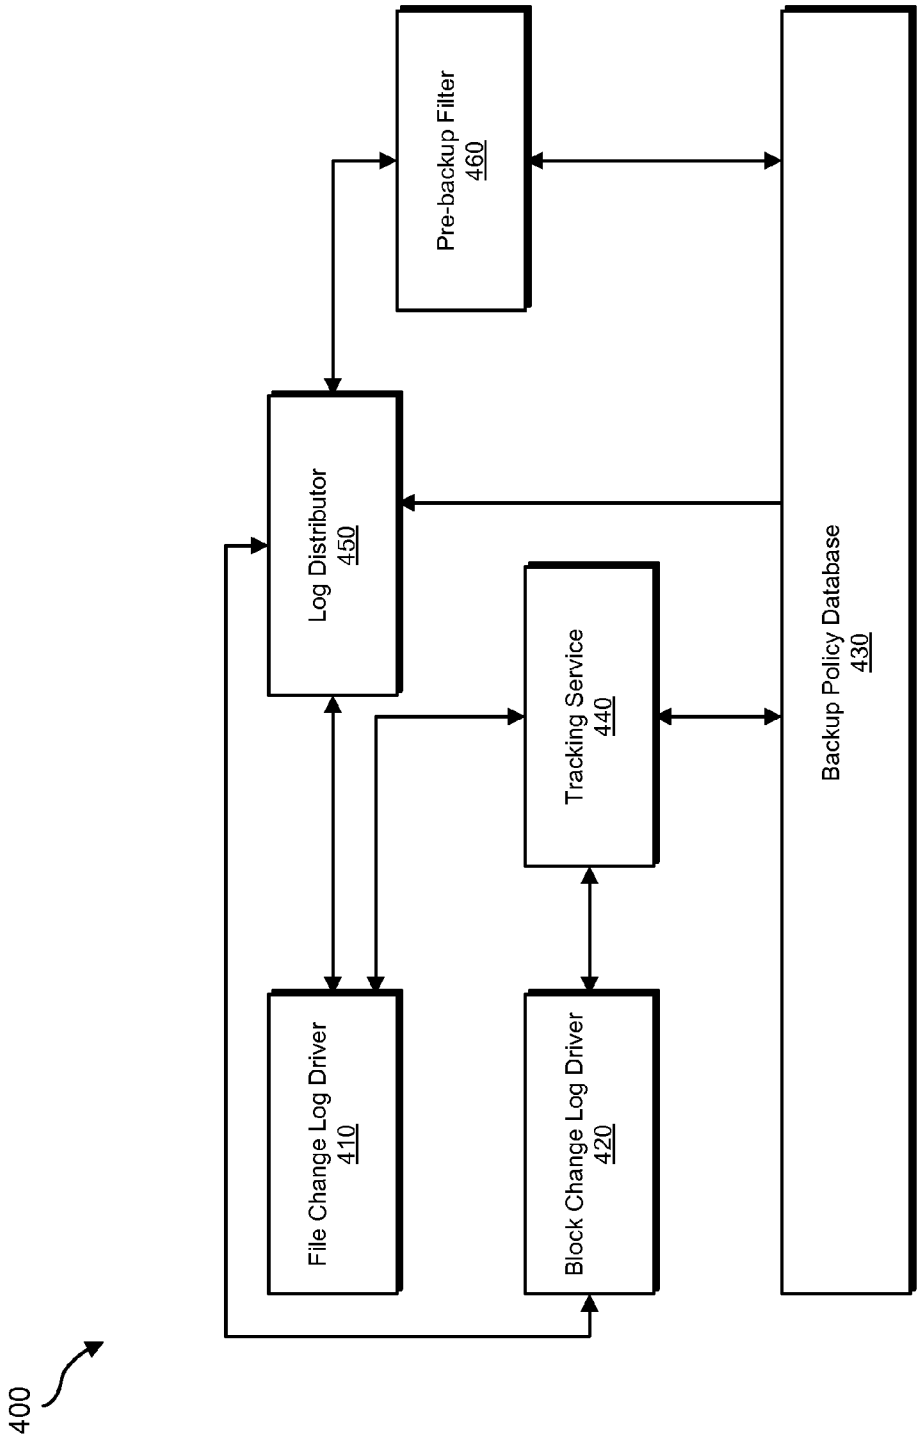 400
File Change Log Driver
410
Log Distributor
450
Block Change Log Driver
420
Tracking Service
440
Pre-backup Filter
460
Backup Policy Database
430